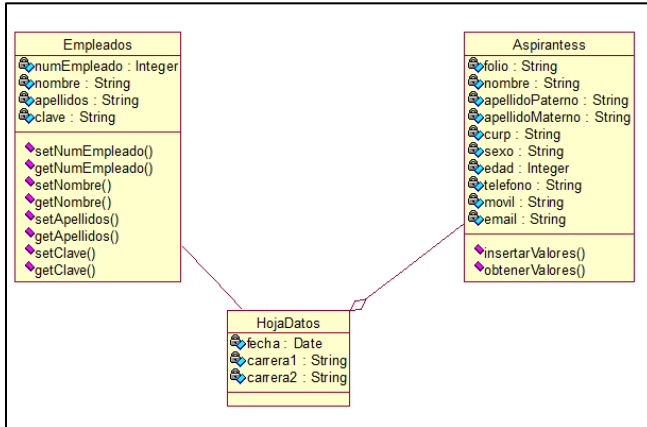 Empleados
numEmpleado : Integer
nombre : String
apellidos : String
clave : String
setNumEmpleado()
getNumEmpleado()
setNombre()
getNombre()
setApellidos()
getApellidos()
setClave()
getClave()
Aspirantess
folio : String
nombre : String
apellidoPaterno : String
apellidoMaterno : String
curp : String
sexo : String
edad : Integer
telefono : String
movil : String
email : String
insertarValores()
obtenerValores()
HojaDatos
fecha : Date
carrera1 : String
carrera2 : String